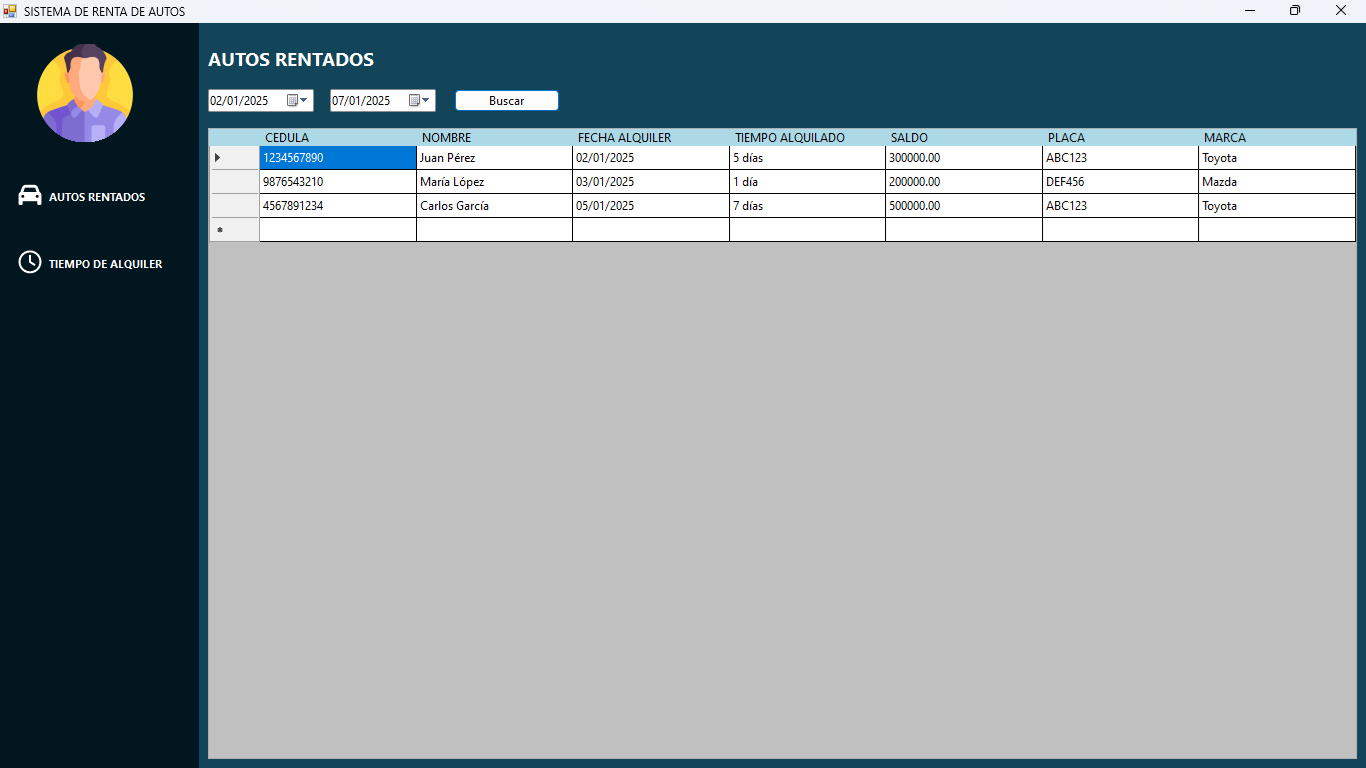 SISTEMA DE RENTA DE AUTOS
AUTOS RENTADOS
02/01/2025 07/01/2025 Buscar
AUTOS RENTADOS
TIEMPO DE ALQUILER
CEDULA NOMBRE FECHA ALQUILER TIEMPO ALQUILADO SALDO PLACA MARCA
1234567890 Juan Pérez 02/01/2025 5 días 300000.00 ABC123 Toyota
9876543210 María López 03/01/2025 1 día 200000.00 DEF456 Mazda
4567891234 Carlos García 05/01/2025 7 días 500000.00 ABC123 Toyota